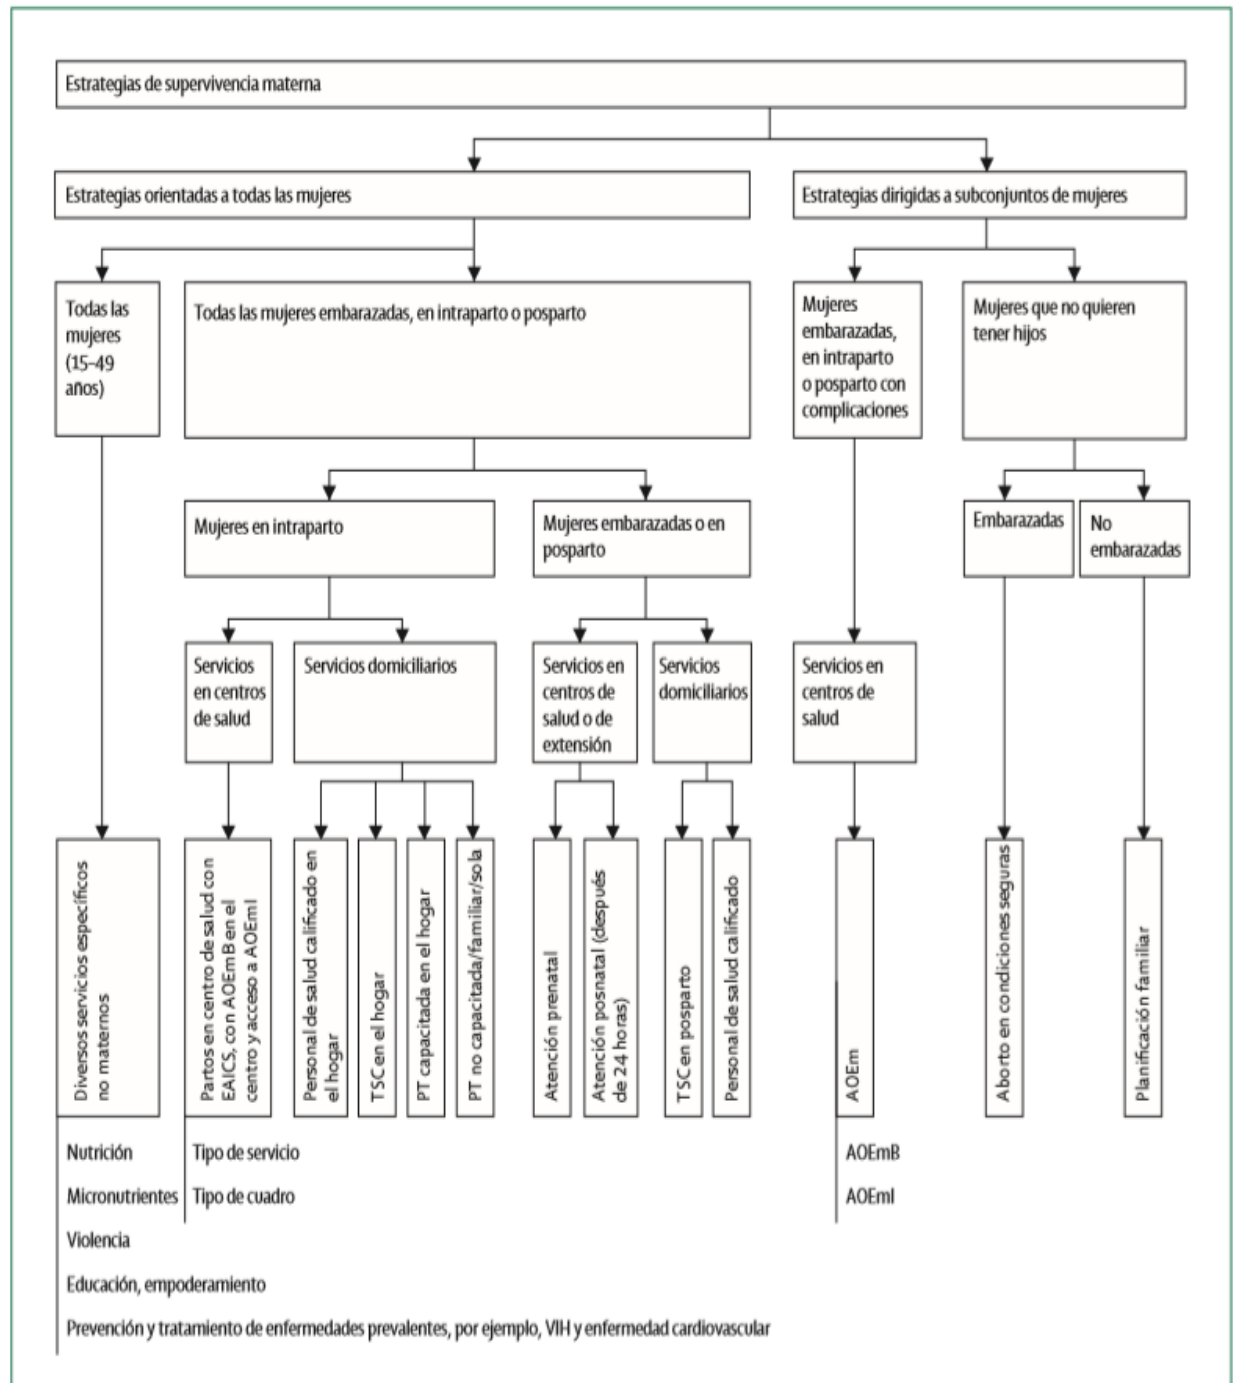 Estrategias de supervivencia materna
Estrategias orientadas a todas las mujeres
Estrategias dirigidas a subconjuntos de mujeres
Todas las
mujeres
(15–49
años)
Todas las mujeres embarazadas, en intraparto o posparto
Mujeres
embarazadas,
en intraparto
o posparto con
complicaciones
Mujeres que no quieren
tener hijos
Mujeres en intraparto
Mujeres embarazadas o en
posparto
Embarazadas
No
embarazadas
Servicios
en centros
de salud
Servicios domiciliarios
Servicios en
centros de
salud o de
extensión
Servicios
domiciliarios
Servicios en
centros de
salud
Diversos servicios específicos
no maternos
Partos en centro de salud con
EAICS, con AOEmB en el
centro y acceso a AOEmI
Personal de salud calificado en
el hogar
TSC en el hogar
PT capacitada en el hogar
PT no capacitada/familiar/sola
Atención prenatal
Atención posnatal (después
de 24 horas)
TSC en posparto
Personal de salud calificado
AOEm
Aborto en condiciones seguras
Planificación familiar
Nutrición
Micronutrientes
Violencia
Educación, empoderamiento
Prevención y tratamiento de enfermedades prevalentes, por ejemplo, VIH y enfermedad cardiovascular
Tipo de servicio
Tipo de cuadro
AOEmB
AOEmI